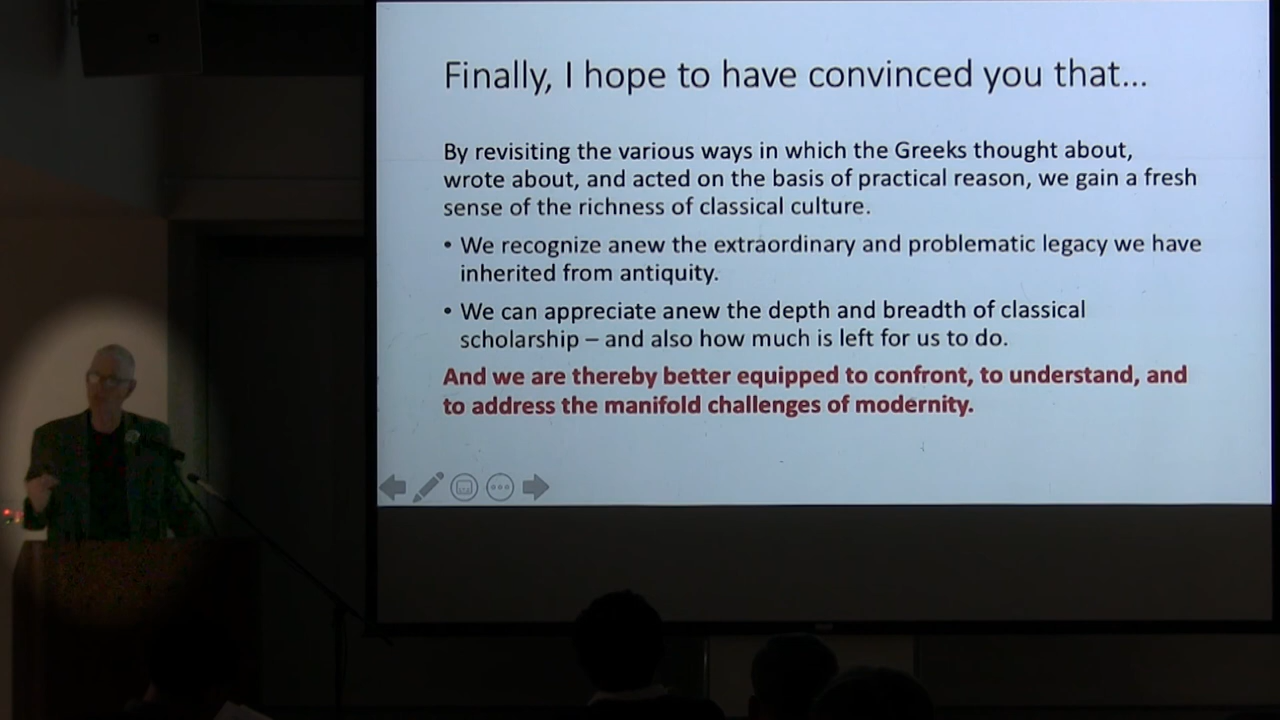 Finally, I hope to have convinced you that...
By revisiting the various ways in which the Greeks thought about,
wrote about, and acted on the basis of practical reason, we gain a fresh
sense of the richness of classical culture.
• We recognize anew the extraordinary and problematic legacy we have
inherited from antiquity.
• We can appreciate anew the depth and breadth of classical
scholarship – and also how much is left for us to do.
And we are thereby better equipped to confront, to understand, and
to address the manifold challenges of modernity.